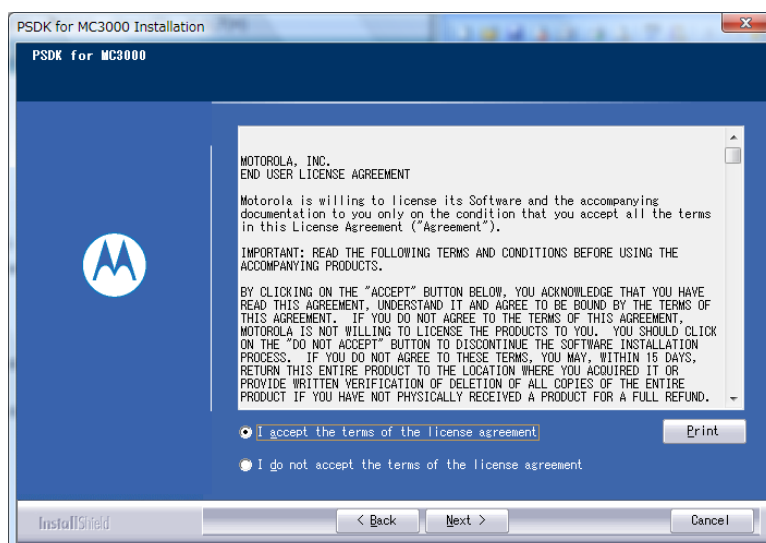 PSDK for MC3000 Installation
PSDK for MC3000
MOTOROLA, INC.
END USER LICENSE AGREEMENT
Motorola is willing to license its Software and the accompanying
documentation to you only on the condition that you accept all the terms
in this License Agreement ("Agreement").
IMPORTANT: READ THE FOLLOWING TERMS AND CONDITIONS BEFORE USING THE
ACCOMPANYING PRODUCTS.
BY CLICKING ON THE "ACCEPT" BUTTON BELOW, YOU ACKNOWLEDGE THAT YOU HAVE
READ THIS AGREEMENT, UNDERSTAND IT AND AGREE TO BE BOUND BY THE TERMS OF
THIS AGREEMENT.  IF YOU DO NOT AGREE TO THE TERMS OF THIS AGREEMENT,
MOTOROLA IS NOT WILLING TO LICENSE THE PRODUCTS TO YOU.  YOU SHOULD CLICK
ON THE "DO NOT ACCEPT" BUTTON TO DISCONTINUE THE SOFTWARE INSTALLATION
PROCESS.  IF YOU DO NOT AGREE TO THESE TERMS, YOU MAY, WITHIN 15 DAYS,
RETURN THIS ENTIRE PRODUCT TO THE LOCATION WHERE YOU ACQUIRED IT OR
PROVIDE WRITTEN VERIFICATION OF DELETION OF ALL COPIES OF THE ENTIRE
PRODUCT IF YOU HAVE NOT PHYSICALLY RECEIVED A PRODUCT FOR A FULL REFUND.
I accept the terms of the license agreement
Print
I do not accept the terms of the license agreement
InstallShield
< Back
Next >
Cancel